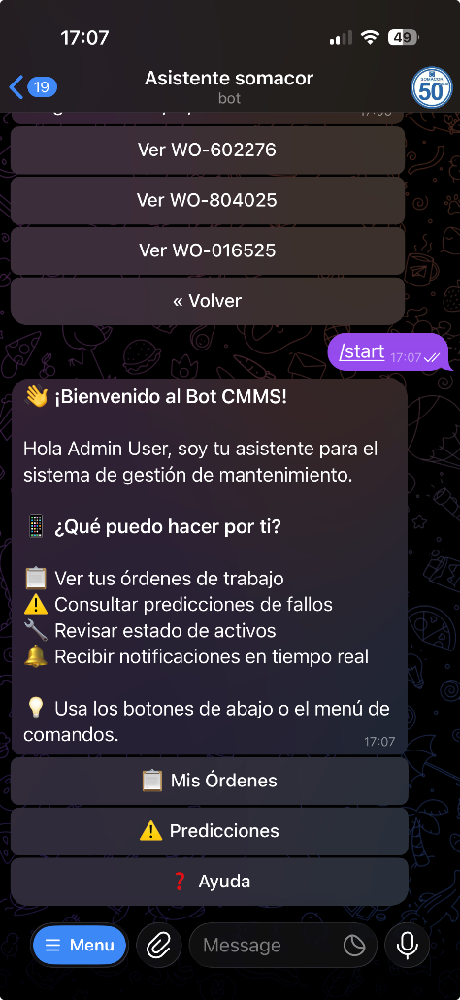 17:07
49
19
Asistente somacor
bot
SOMACOR
50
Ver WO-602276
Ver WO-804025
Ver WO-016525
« Volver
/start 17:07
👋 ¡Bienvenido al Bot CMMS!
Hola Admin User, soy tu asistente para el
sistema de gestión de mantenimiento.
📱 ¿Qué puedo hacer por ti?
📋 Ver tus órdenes de trabajo
⚠️ Consultar predicciones de fallos
🔧 Revisar estado de activos
🔔 Recibir notificaciones en tiempo real
💡 Usa los botones de abajo o el menú de
comandos.
17:07
📋 Mis Órdenes
⚠️ Predicciones
❓ Ayuda
Menu
Message